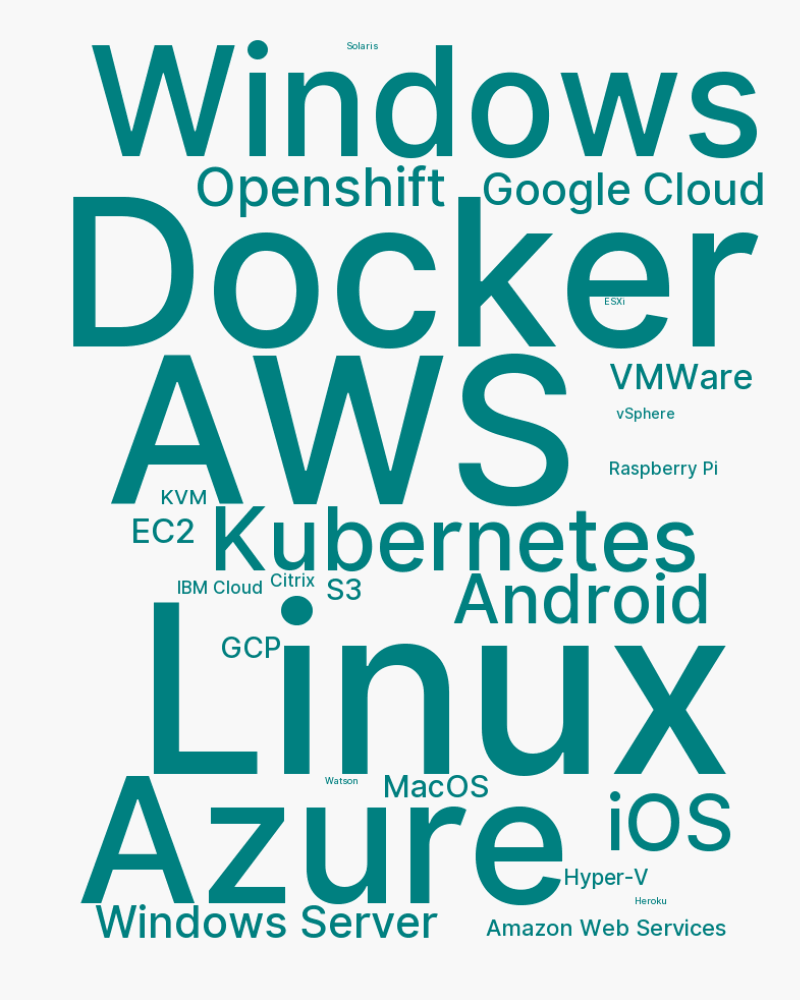 Solaris
Windows
Openshift
Google Cloud
Docker
ESXi
AWS
VMWare
vSphere
Raspberry Pi
KVM
EC2
Kubernetes
IBM Cloud
Citrix
S3
Android
GCP
Linux
Watson
MacOS
Azure
iOS
Hyper-V
Heroku
Windows Server
Amazon Web Services